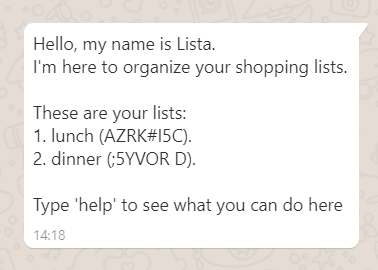 Hello, my name is Lista.
I'm here to organize your shopping lists.
These are your lists:
1. lunch (AZRK#I5C).
2. dinner (;5YVOR D).
Type 'help' to see what you can do here
14:18